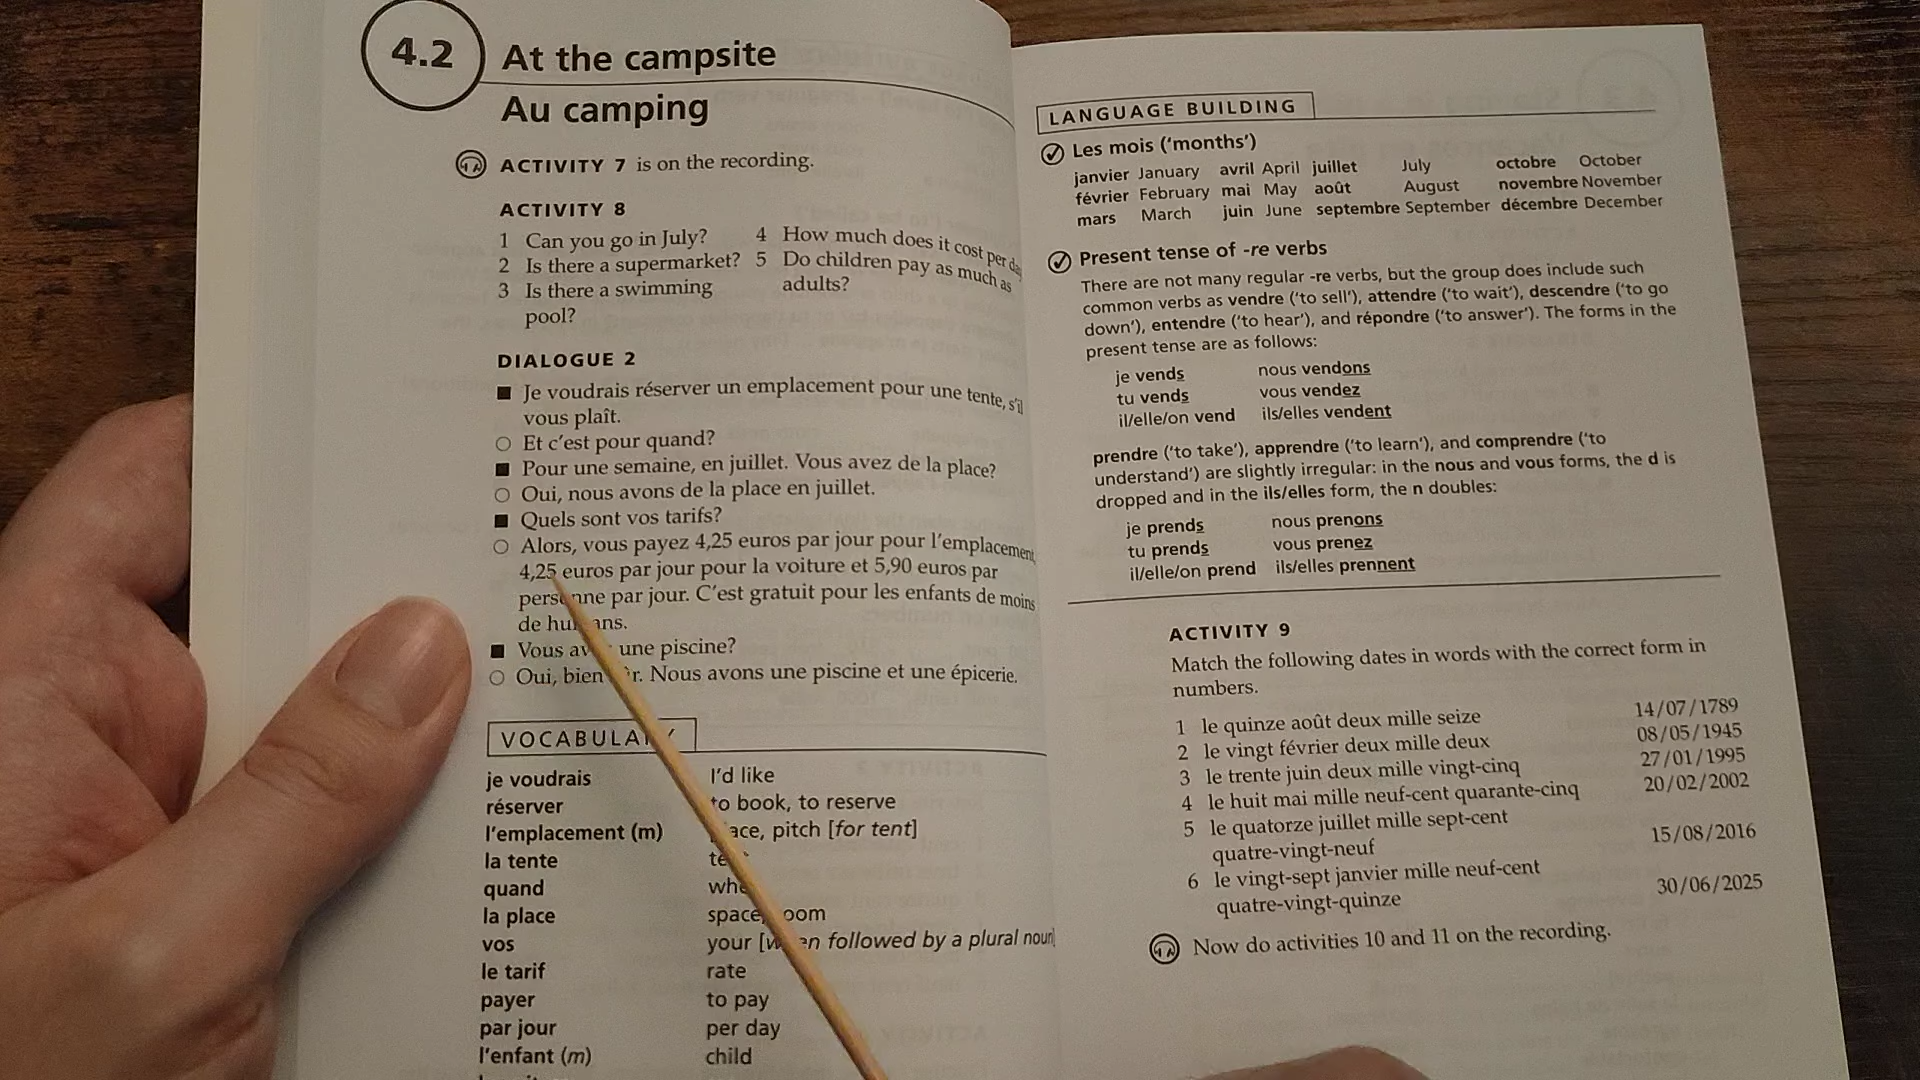 4.2 At the campsite
Au camping
ACTIVITY 7 is on the recording.
ACTIVITY 8
1 Can you go in July?
2 Is there a supermarket?
3 Is there a swimming
pool?
4 How much does it cost per
5 Do children pay as much as
adults?
DIALOGUE 2
■ Je voudrais réserver un emplacement pour une tente, s'il
vous plaît.
○ Et c'est pour quand?
■ Pour une semaine, en juillet. Vous avez de la place?
○ Oui, nous avons de la place en juillet.
■ Quels sont vos tarifs?
○ Alors, vous payez 4,25 euros par jour pour l'emplacement
4,25 euros par jour pour la voiture et 5,90 euros par
personne par jour. C'est gratuit pour les enfants de moins
de ans.
■ Vous une piscine?
○ Oui, bien Nous avons une piscine et une épicerie.
VOCABULARY
je voudrais I'd like
réserver to book, to reserve
l'emplacement (m) place, pitch [for tent]
la tente
quand
la place space, room
vos your [when followed by a plural noun]
le tarif rate
payer to pay
par jour per day
l'enfant (m) child
LANGUAGE BUILDING
Les mois ('months')
janvier January avril April juillet July octobre October
février February mai May août August novembre November
mars March juin June septembre September décembre December
Present tense of -re verbs
There are not many regular -re verbs, but the group does include such
common verbs as vendre ('to sell'), attendre ('to wait'), descendre ('to go
down'), entendre ('to hear'), and répondre ('to answer'). The forms in the
present tense are as follows:
je vends nous vendons
tu vends vous vendez
il/elle/on vend ils/elles vendent
prendre ('to take'), apprendre ('to learn'), and comprendre ('to
understand') are slightly irregular: in the nous and vous forms, the d is
dropped and in the ils/elles form, the n doubles:
je prends nous prenons
tu prends vous prenez
il/elle/on prend ils/elles prennent
ACTIVITY 9
Match the following dates in words with the correct form in
numbers.
1 le quinze août deux mille seize 14/07/1789
2 le vingt février deux mille deux 08/05/1945
3 le trente juin deux mille vingt-cinq 27/01/1995
4 le huit mai mille neuf-cent quarante-cinq 20/02/2002
5 le quatorze juillet mille sept-cent
quatre-vingt-neuf 15/08/2016
6 le vingt-sept janvier mille neuf-cent
quatre-vingt-quinze 30/06/2025
Now do activities 10 and 11 on the recording.